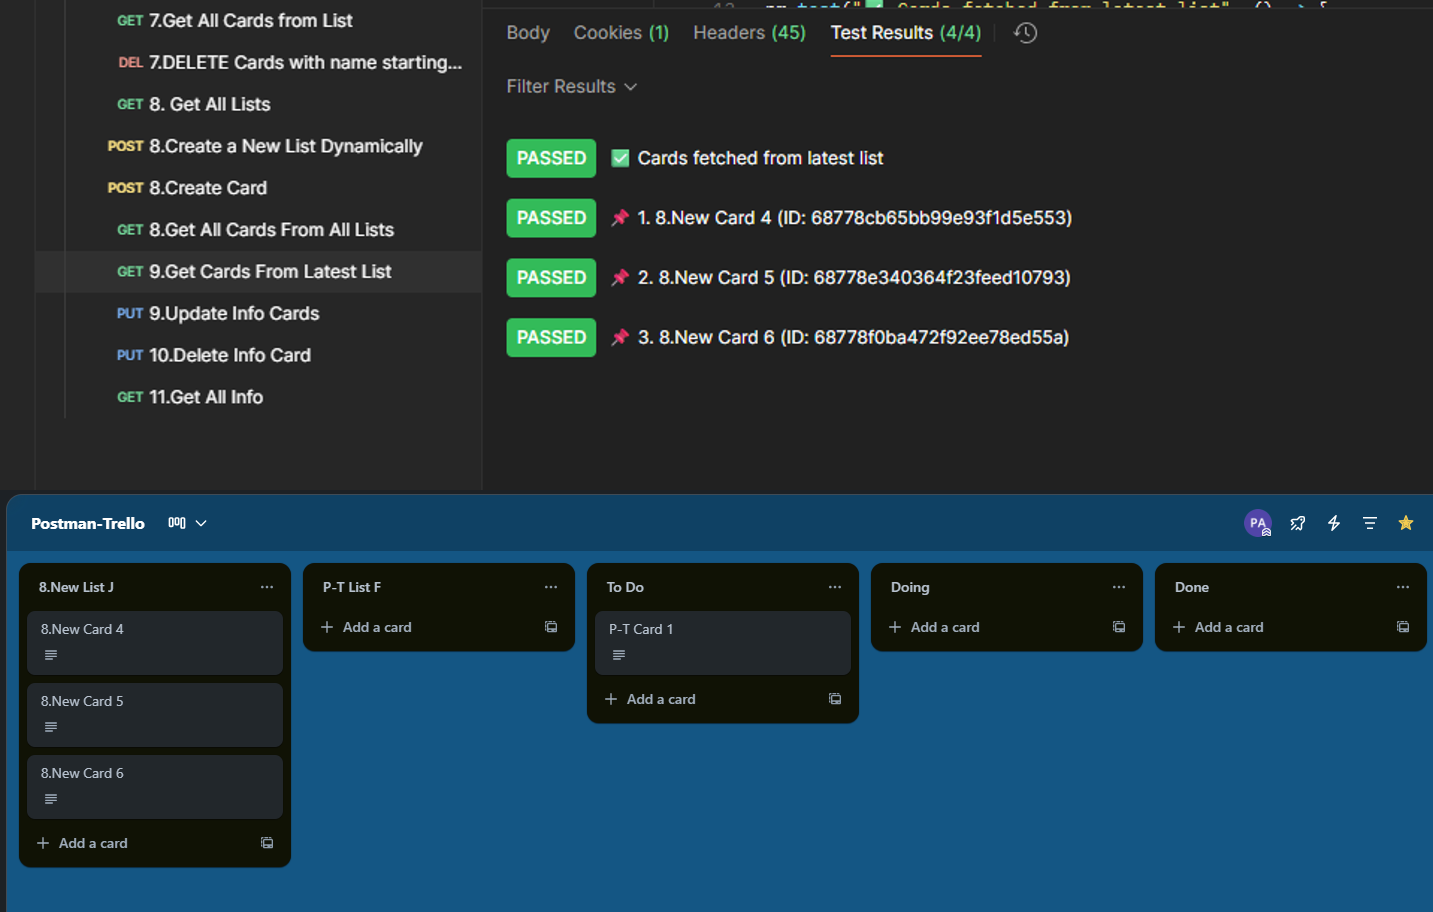 GET 7.Get All Cards from List
DEL 7.DELETE Cards with name starting...
GET 8. Get All Lists
POST 8.Create a New List Dynamically
POST 8.Create Card
GET 8.Get All Cards From All Lists
GET 9.Get Cards From Latest List
PUT 9.Update Info Cards
PUT 10.Delete Info Card
GET 11.Get All Info
Body Cookies (1) Headers (45) Test Results (4/4)
Filter Results
PASSED ✅ Cards fetched from latest list
PASSED 📌 1. 8.New Card 4 (ID: 68778cb65bb99e93f1d5e553)
PASSED 📌 2. 8.New Card 5 (ID: 68778e340364f23feed10793)
PASSED 📌 3. 8.New Card 6 (ID: 68778f0ba472f92ee78ed55a)
Postman-Trello
PA
8.New List J
8.New Card 4
8.New Card 5
8.New Card 6
+ Add a card
P-T List F
+ Add a card
To Do
P-T Card 1
+ Add a card
Doing
+ Add a card
Done
+ Add a card